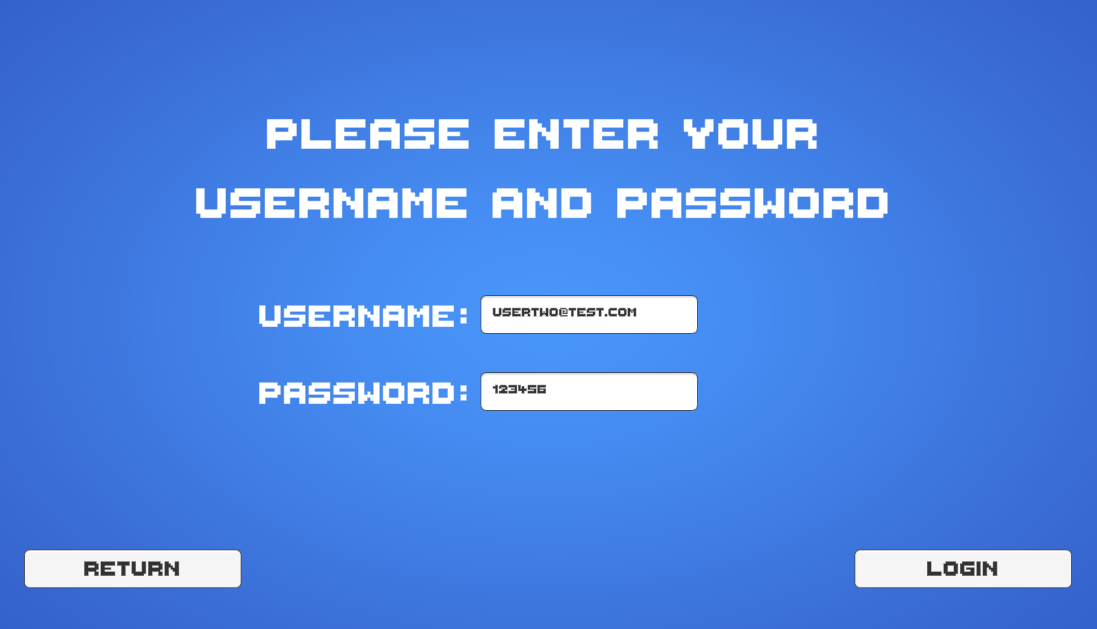 PLEASE ENTER YOUR
USERNAME AND PASSWORD
USERNAME: USERTWO@TEST.COM
PASSWORD: 123456
RETURN
LOGIN